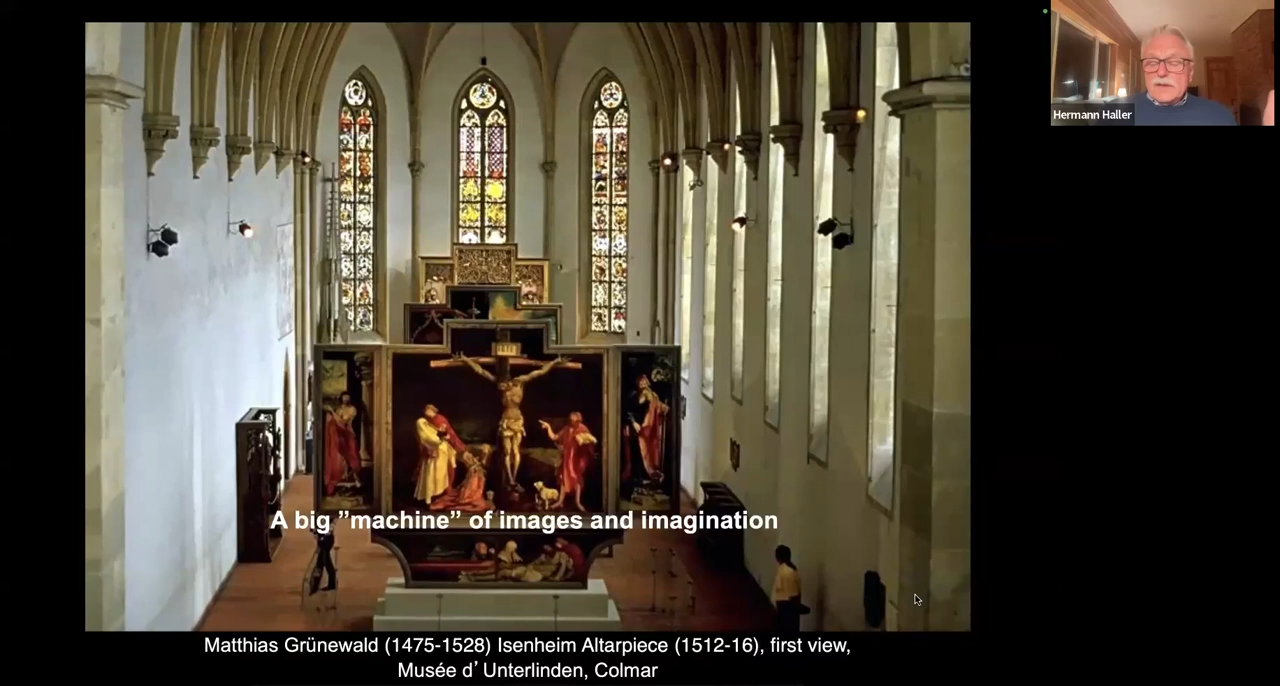 Hermann Haller
A big ”machine” of images and imagination
Matthias Grünewald (1475-1528) Isenheim Altarpiece (1512-16), first view,
Musée d’Unterlinden, Colmar